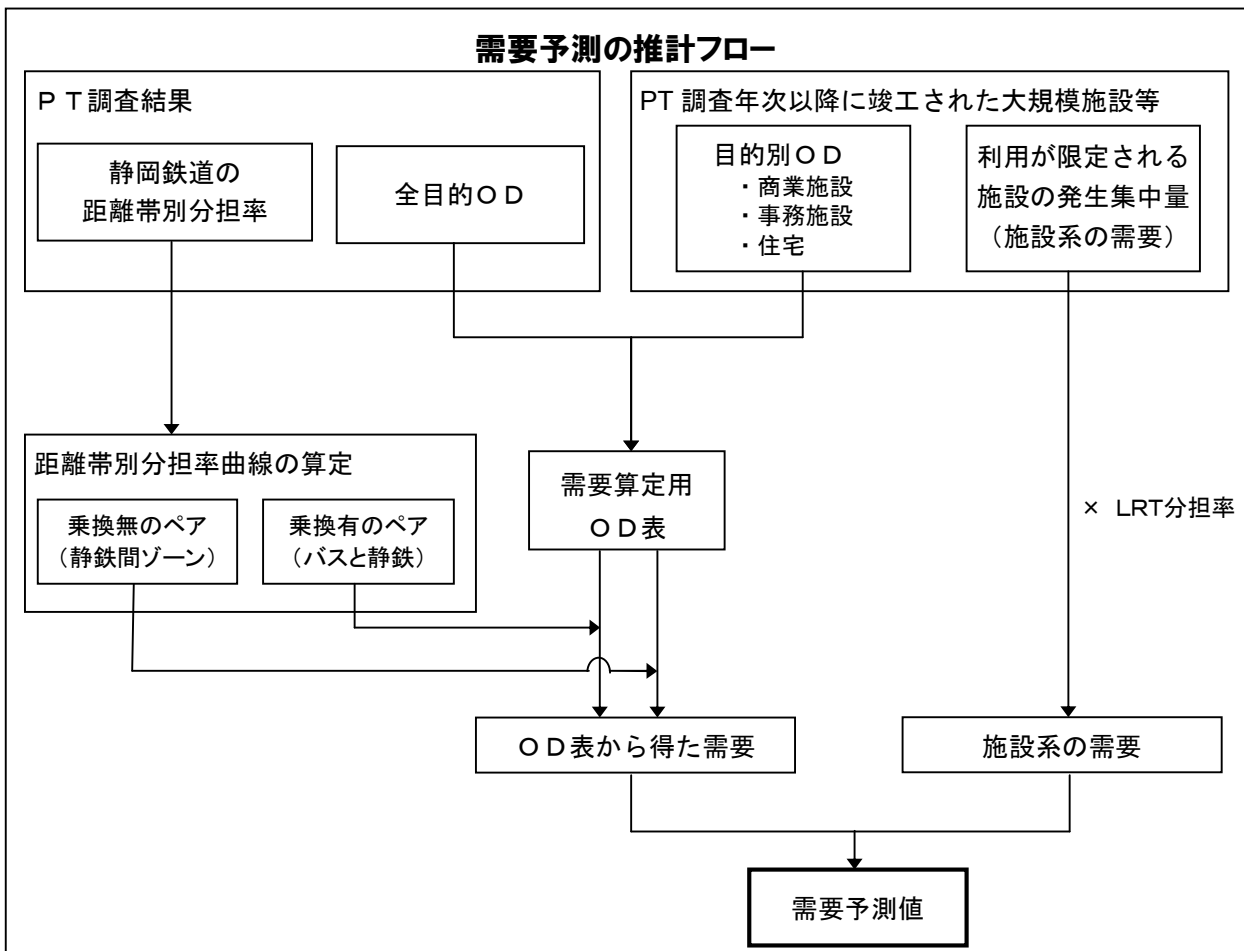 需要予測の推計フロー
ＰＴ調査結果
静岡鉄道の
距離帯別分担率
全目的ＯＤ
PT 調査年次以降に竣工された大規模施設等
目的別ＯＤ
・商業施設
・事務施設
・住宅
利用が限定される
施設の発生集中量
（施設系の需要）
距離帯別分担率曲線の算定
乗換無のペア
（静鉄間ゾーン）
乗換有のペア
（バスと静鉄）
需要算定用
ＯＤ表
× LRT分担率
ＯＤ表から得た需要
施設系の需要
需要予測値